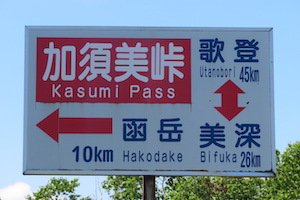 加須美峠
Kasumi Pass
歌登
Utanobori 45km
函岳
10km Hakodake
美深
Bifuka 26km